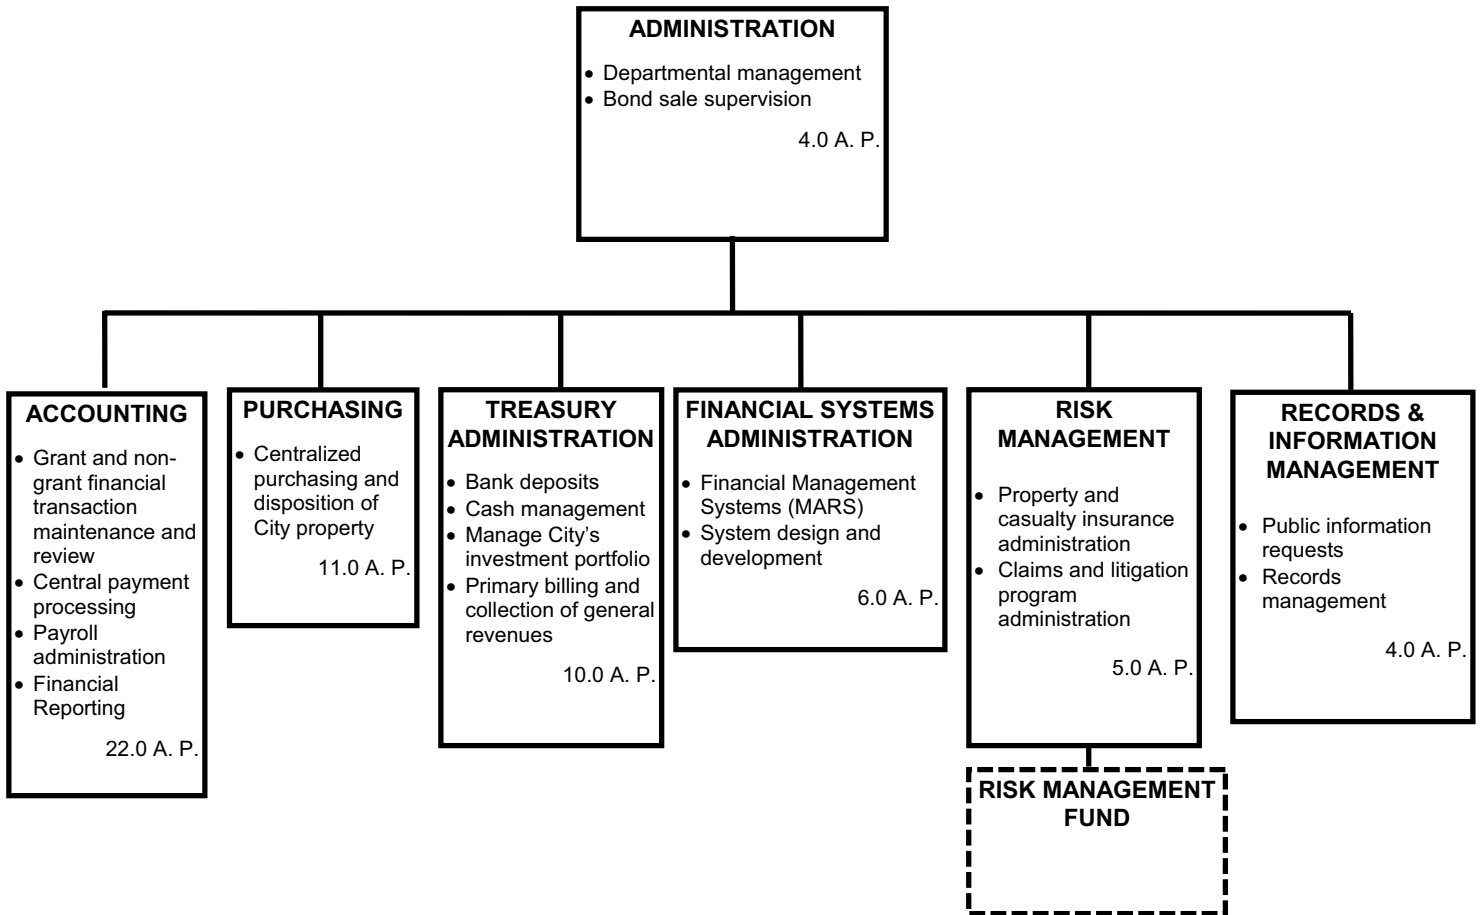 ADMINISTRATION
• Departmental management
• Bond sale supervision
4.0 A. P.
ACCOUNTING
• Grant and non-
grant financial
transaction
maintenance and
review
• Central payment
processing
• Payroll
administration
• Financial
Reporting
22.0 A. P.
PURCHASING
• Centralized
purchasing and
disposition of
City property
11.0 A. P.
TREASURY
ADMINISTRATION
• Bank deposits
• Cash management
• Manage City's
investment portfolio
• Primary billing and
collection of general
revenues
10.0 A. P.
FINANCIAL SYSTEMS
ADMINISTRATION
• Financial Management
Systems (MARS)
• System design and
development
6.0 A. P.
RISK
MANAGEMENT
• Property and
casualty insurance
administration
• Claims and litigation
program
administration
5.0 A. P.
RISK MANAGEMENT
FUND
RECORDS &
INFORMATION
MANAGEMENT
• Public information
requests
• Records
management
4.0 A. P.